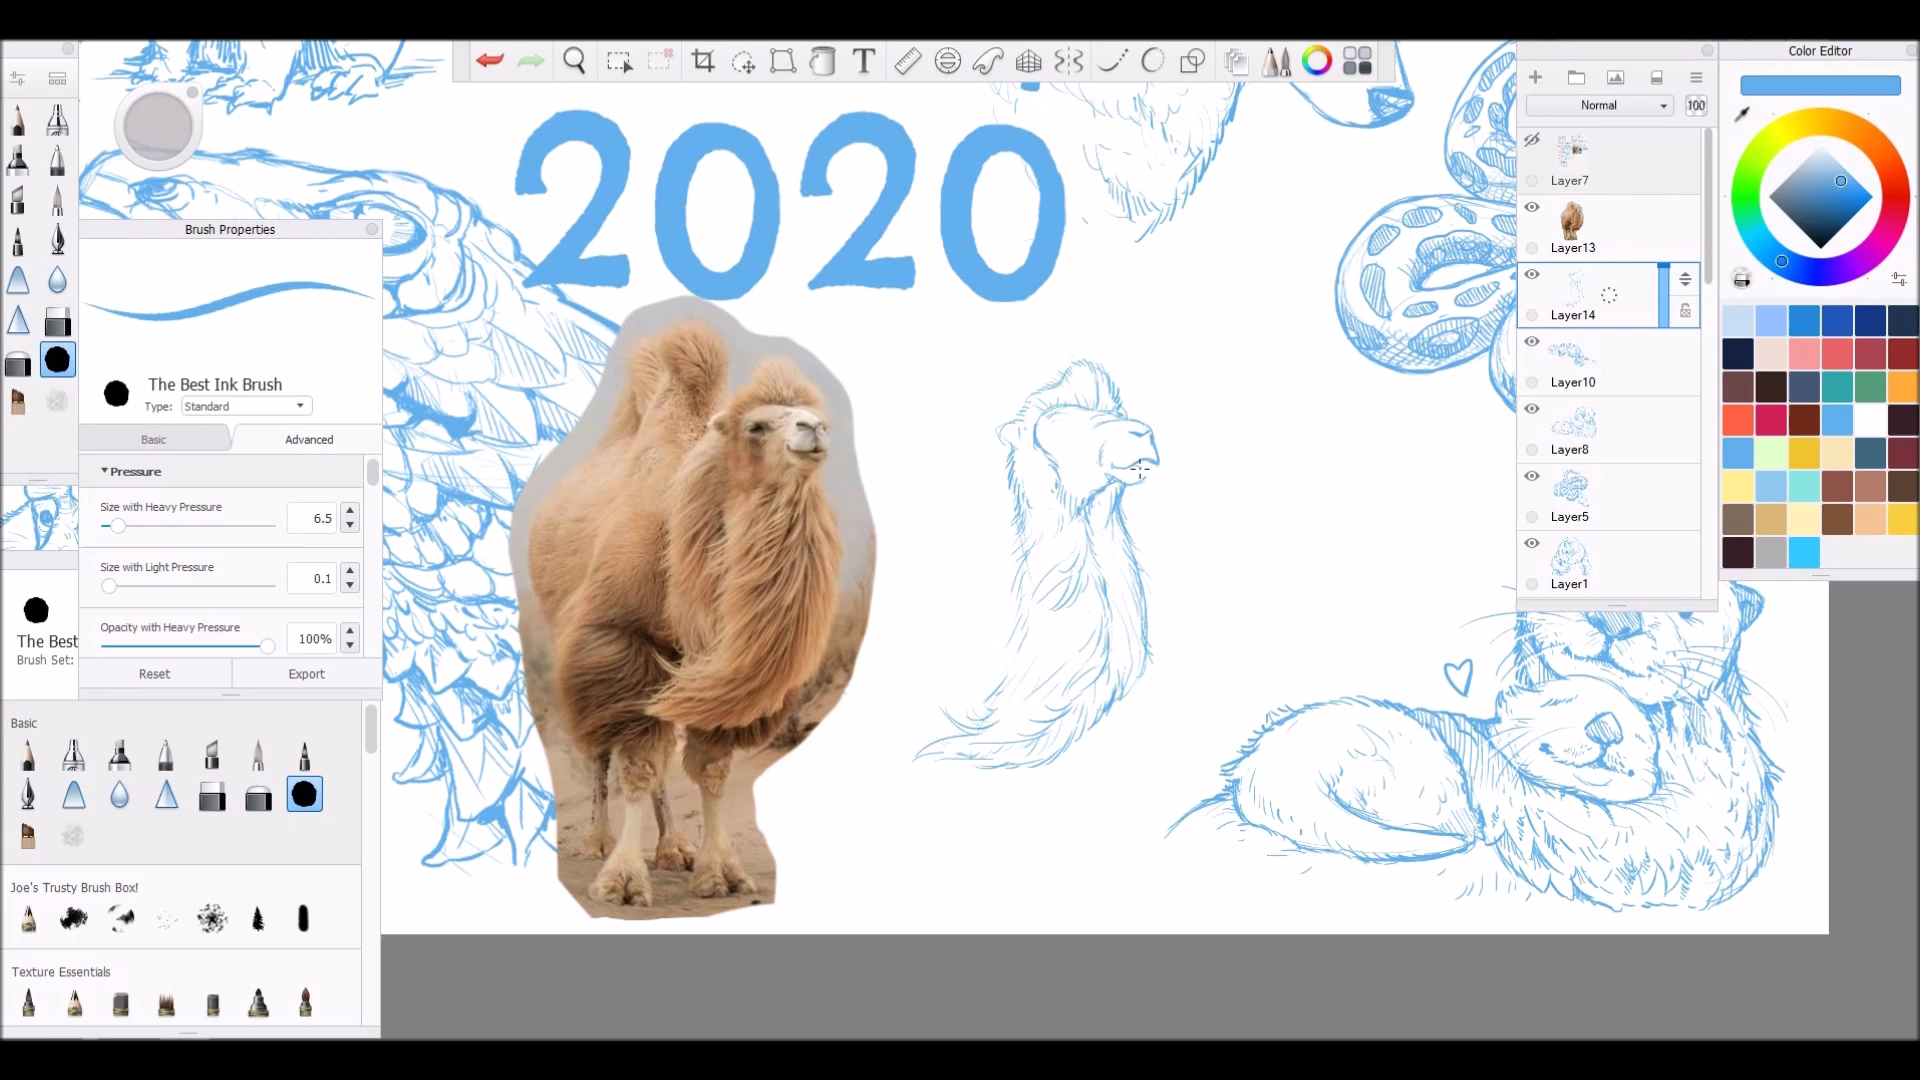 Color Editor
T
Normal
100
2020
Layer7
Layer13
Layer14
Layer10
Layer8
Layer5
Layer1
Brush Properties
The Best Ink Brush
Type: Standard
Basic
Advanced
Pressure
Size with Heavy Pressure
6.5
Size with Light Pressure
0.1
Opacity with Heavy Pressure
100%
Reset
Export
The Best
Brush Set:
Basic
Joe's Trusty Brush Box!
Texture Essentials